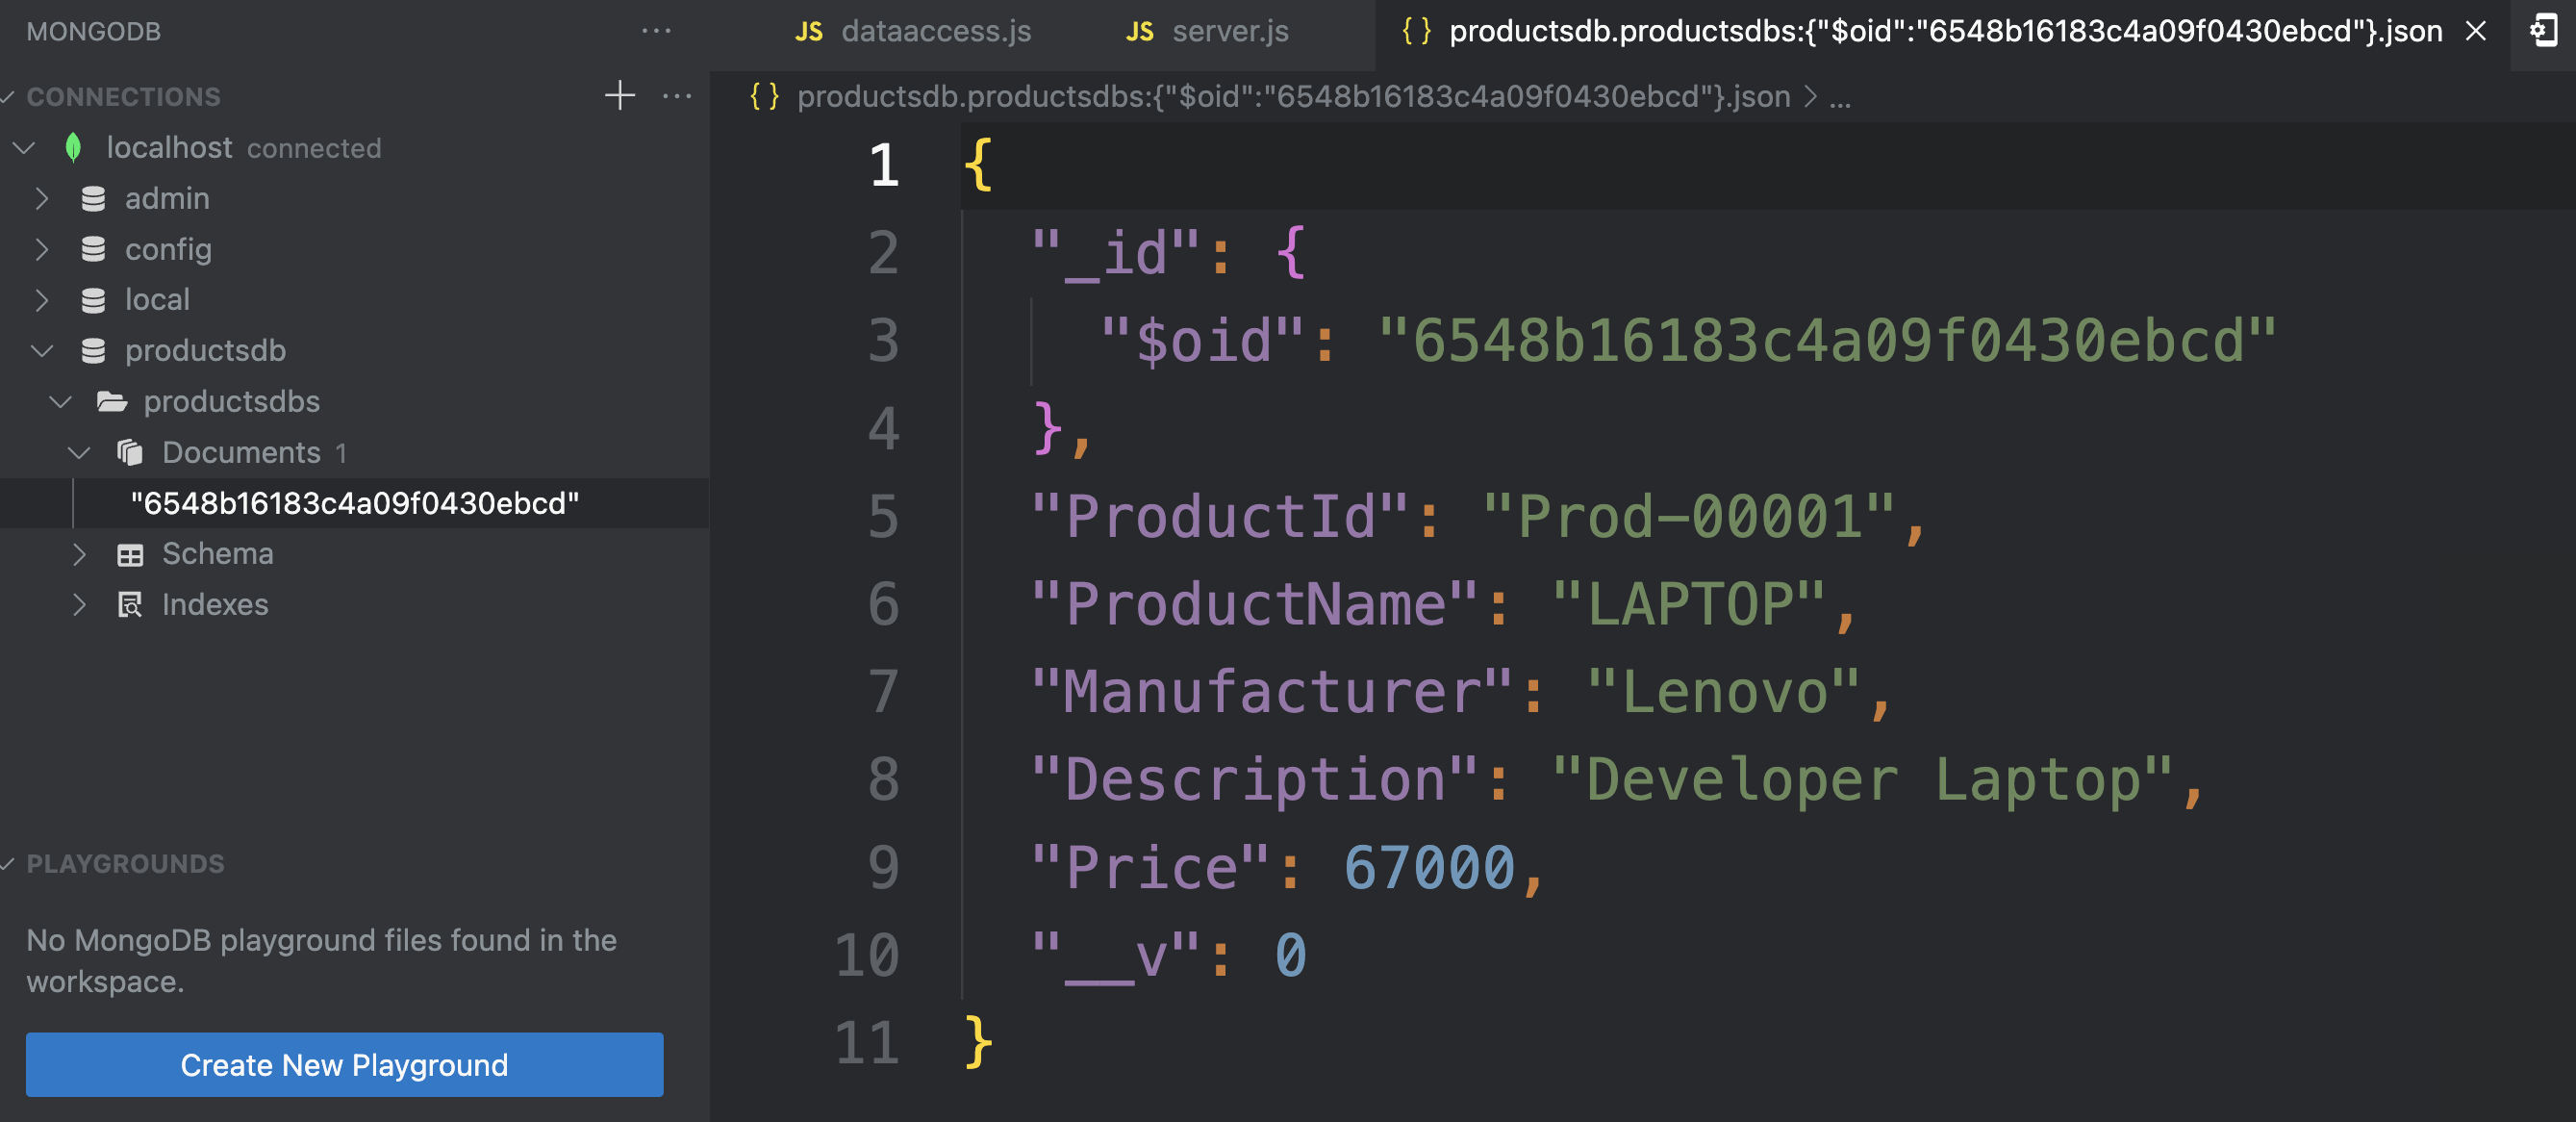 MONGODB
CONNECTIONS
localhost connected
admin
config
local
productsdb
productsdbs
Documents 1
"6548b16183c4a09f0430ebcd"
Schema
Indexes
PLAYGROUNDS
No MongoDB playground files found in the
workspace.
Create New Playground
JS dataaccess.js
JS server.js
{} productsdb.productsdbs:{"$oid":"6548b16183c4a09f0430ebcd"}.json
{} productsdb.productsdbs:{"$oid":"6548b16183c4a09f0430ebcd"}.json > ...
1 {
2 "_id": {
3 "$oid": "6548b16183c4a09f0430ebcd"
4 },
5 "ProductId": "Prod-00001",
6 "ProductName": "LAPTOP",
7 "Manufacturer": "Lenovo",
8 "Description": "Developer Laptop",
9 "Price": 67000,
10 "__v": 0
11 }